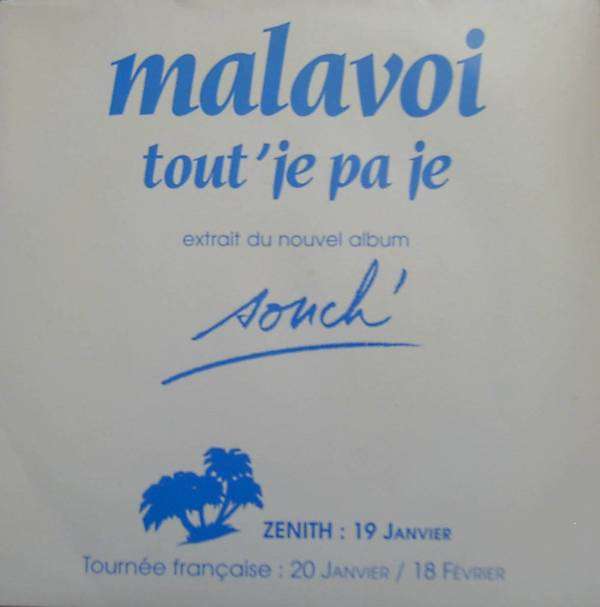 malavoi
tout'je pa je
extrait du nouvel album
souch'
ZENITH : 19 JANVIER
Tournée française : 20 JANVIER / 18 FÉVRIER